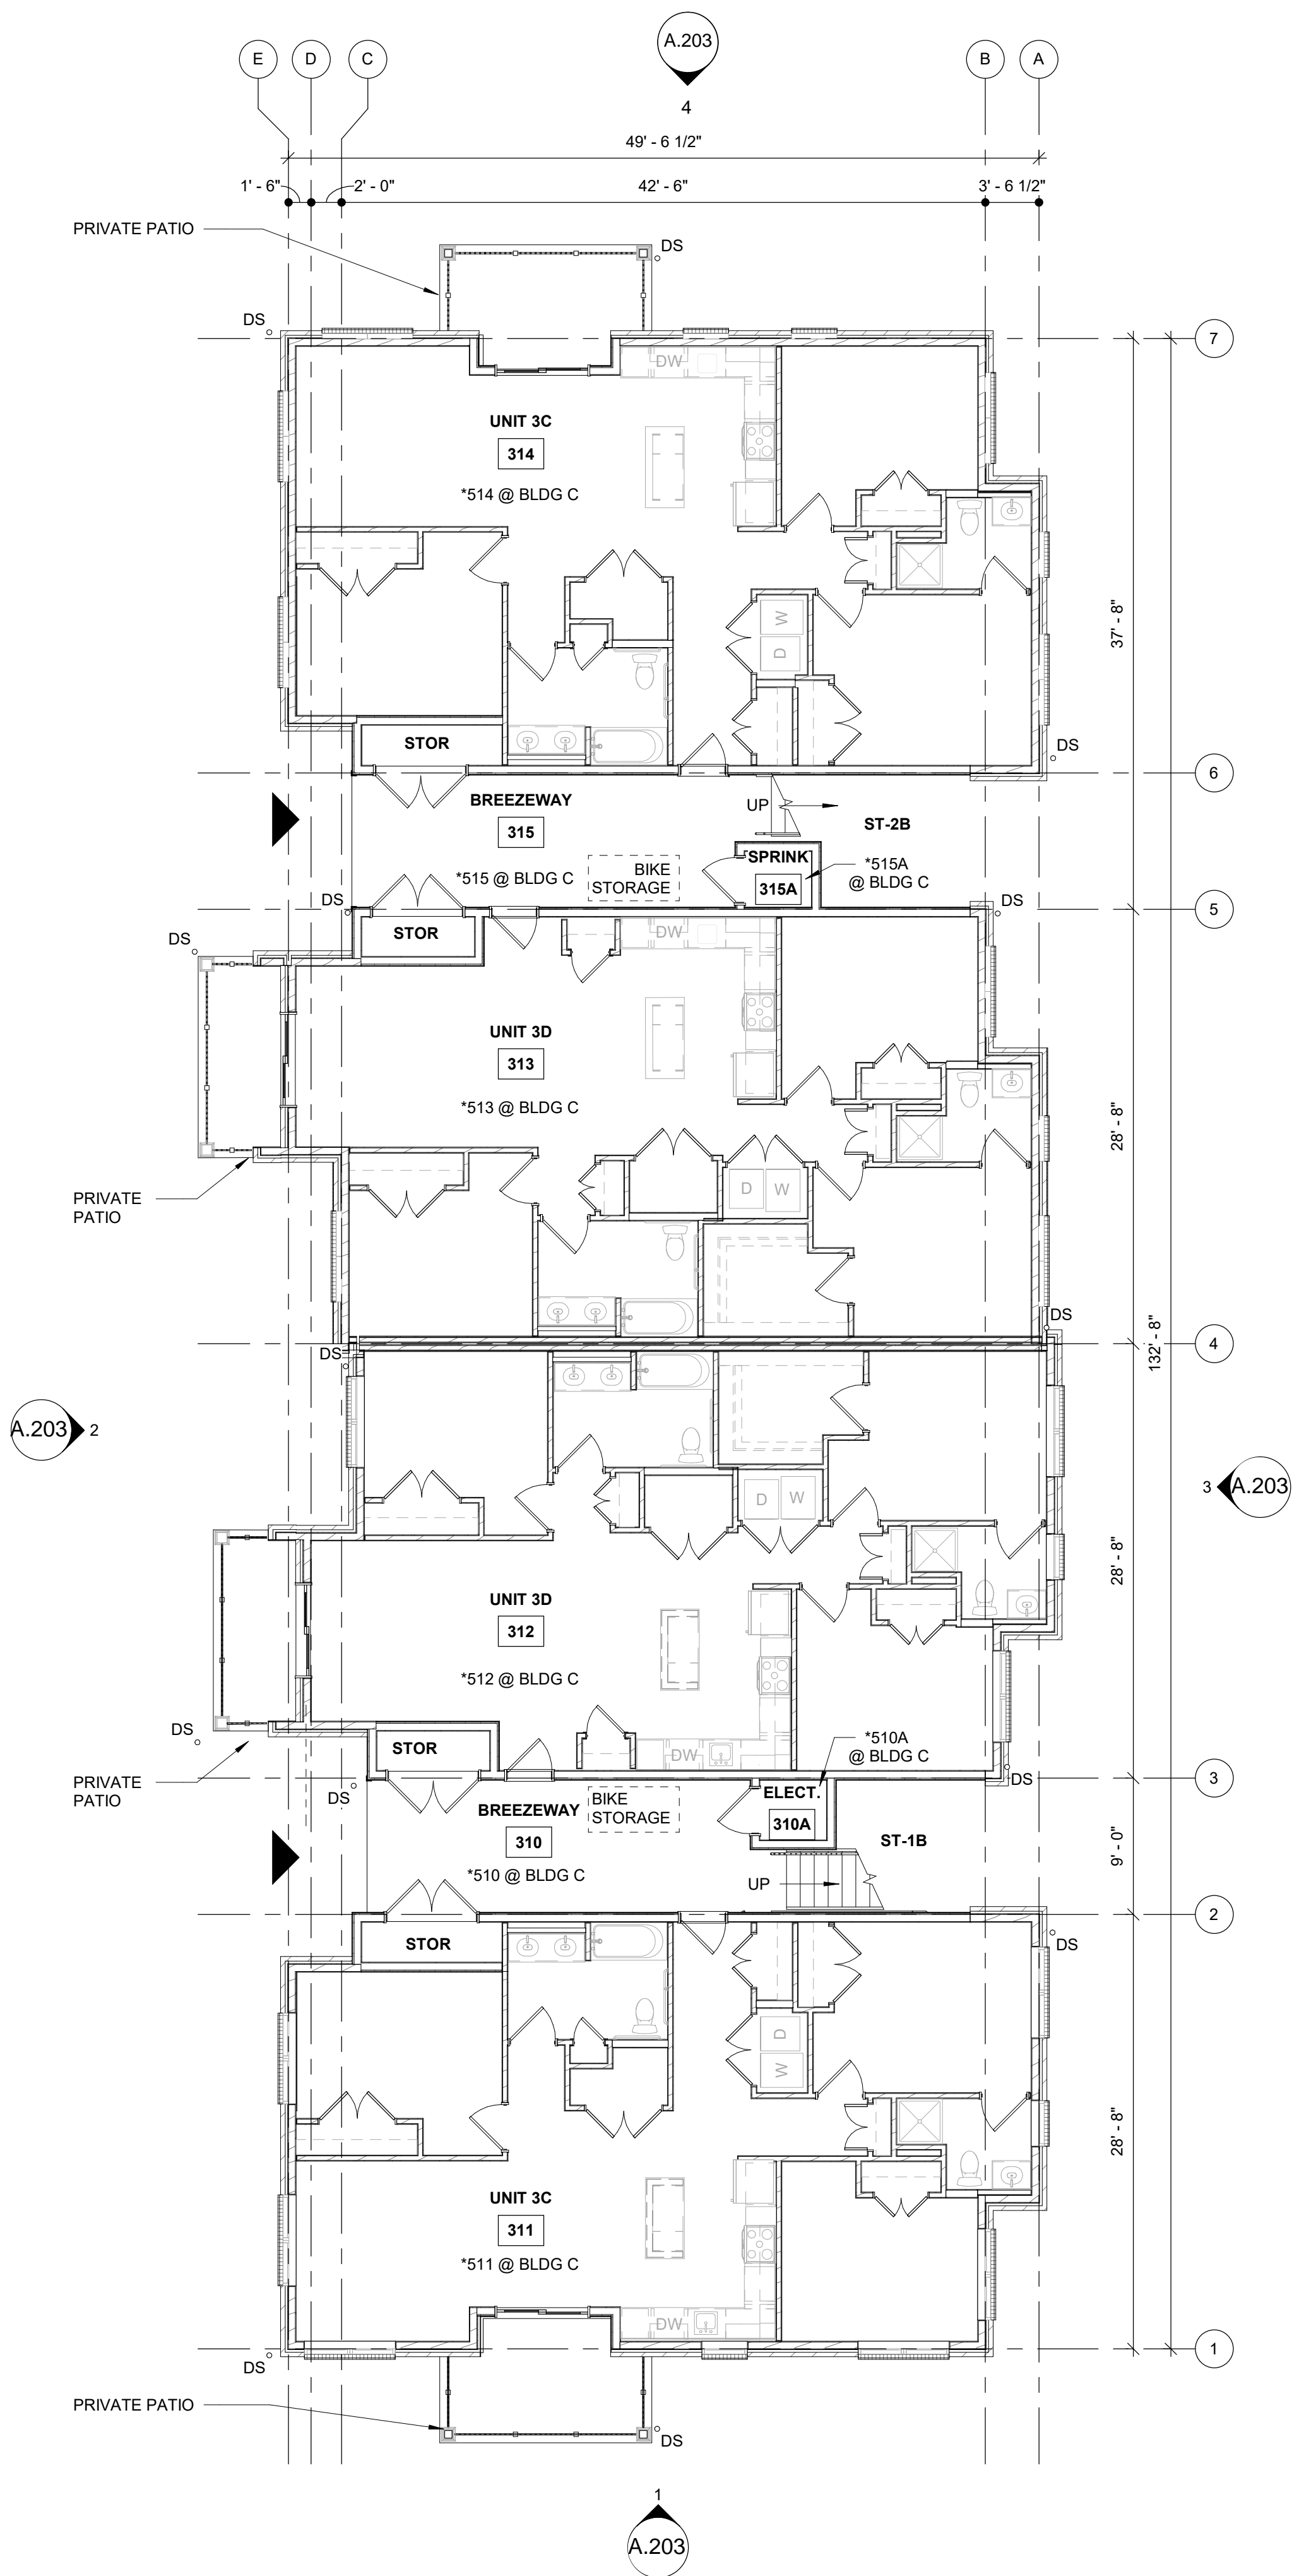 A.203
4
E
D
C
B
A
49' - 6 1/2"
1' - 6"
2' - 0"
42' - 6"
3' - 6 1/2"
PRIVATE PATIO
DS
DS
7
DW
UNIT 3C
314
*514 @ BLDG C
W
D
37' - 8"
STOR
DS
6
BREEZEWAY
315
*515 @ BLDG C
BIKE
STORAGE
UP
ST-2B
SPRINK
315A
*515A
@ BLDG C
DS
DS
5
STOR
DW
DS
UNIT 3D
313
*513 @ BLDG C
28' - 8"
D
W
PRIVATE
PATIO
DS
DS
4
132' - 8"
A.203
2
3
A.203
D
W
28' - 8"
UNIT 3D
312
*512 @ BLDG C
DW
STOR
*510A
@ BLDG C
DS
PRIVATE
PATIO
DS
DS
3
BREEZEWAY
310
*510 @ BLDG C
BIKE
STORAGE
ELECT.
310A
ST-1B
UP
9' - 0"
2
STOR
DS
D
W
28' - 8"
UNIT 3C
311
*511 @ BLDG C
DW
1
DS
PRIVATE PATIO
DS
1
A.203